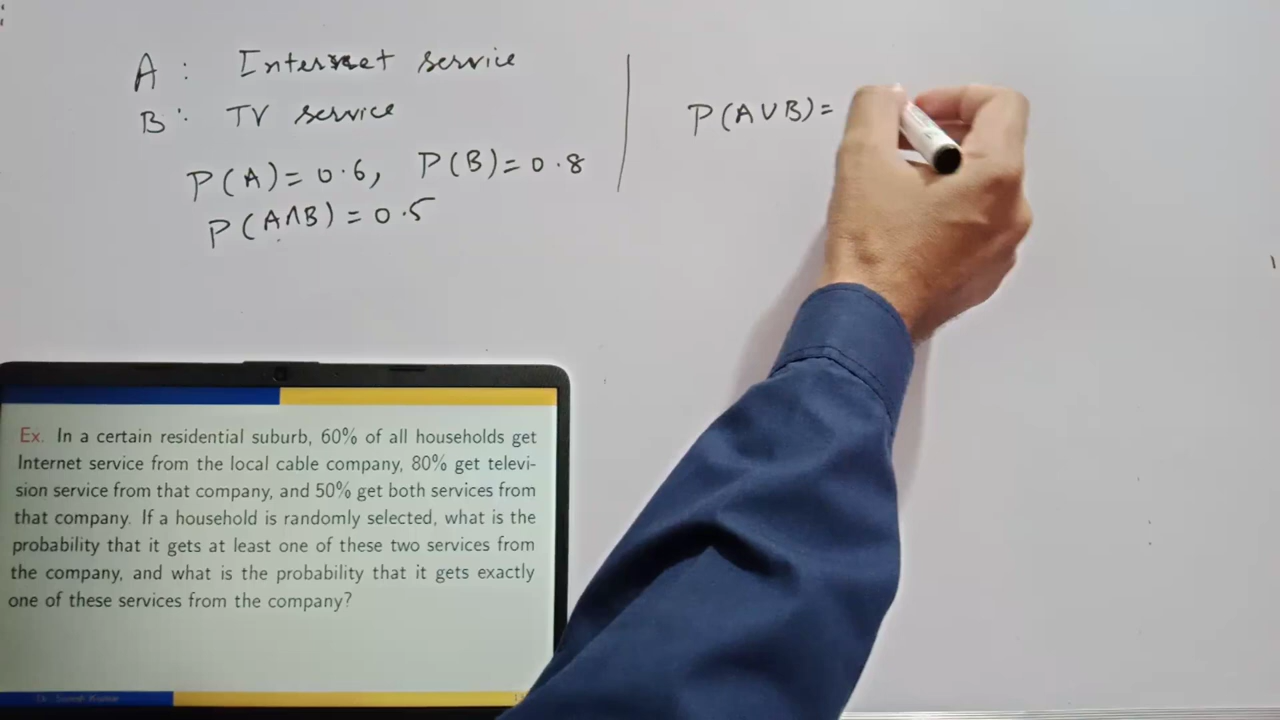 A : Internet service
B : TV service
P(A) = 0.6, P(B) = 0.8
P(A∩B) = 0.5
P(A∪B) =
Ex. In a certain residential suburb, 60% of all households get
Internet service from the local cable company, 80% get televi-
sion service from that company, and 50% get both services from
that company. If a household is randomly selected, what is the
probability that it gets at least one of these two services from
the company, and what is the probability that it gets exactly
one of these services from the company?
Dr. Suresh Kumar